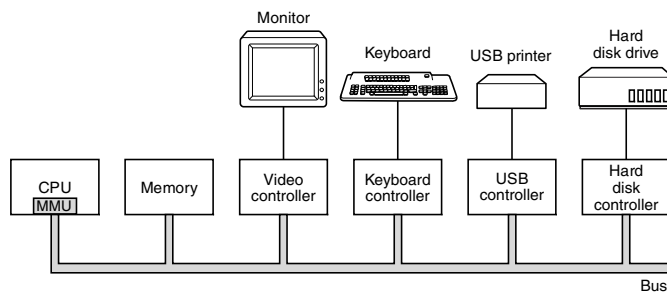 Monitor
Keyboard
USB printer
Hard
disk drive
CPU
MMU
Memory
Video
controller
Keyboard
controller
USB
controller
Hard
disk
controller
Bus